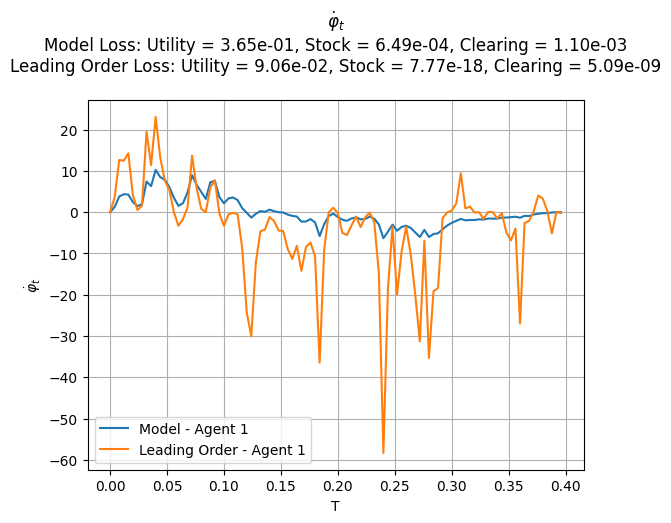 φ̇ₜ
Model Loss: Utility = 3.65e-01, Stock = 6.49e-04, Clearing = 1.10e-03
Leading Order Loss: Utility = 9.06e-02, Stock = 7.77e-18, Clearing = 5.09e-09
φ̇ₜ
20
10
0
−10
−20
−30
−40
−50
−60
Model - Agent 1
Leading Order - Agent 1
0.00 0.05 0.10 0.15 0.20 0.25 0.30 0.35 0.40
T